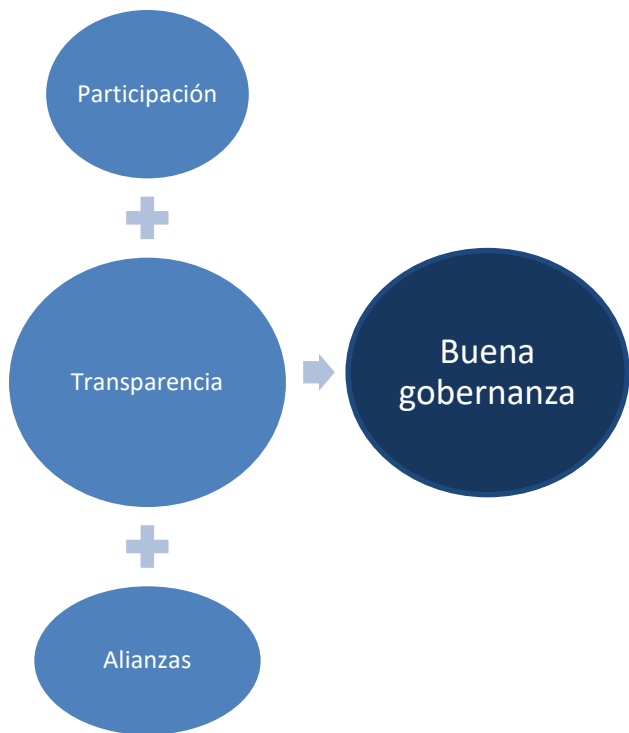 Participación
Transparencia
Buena
gobernanza
Alianzas